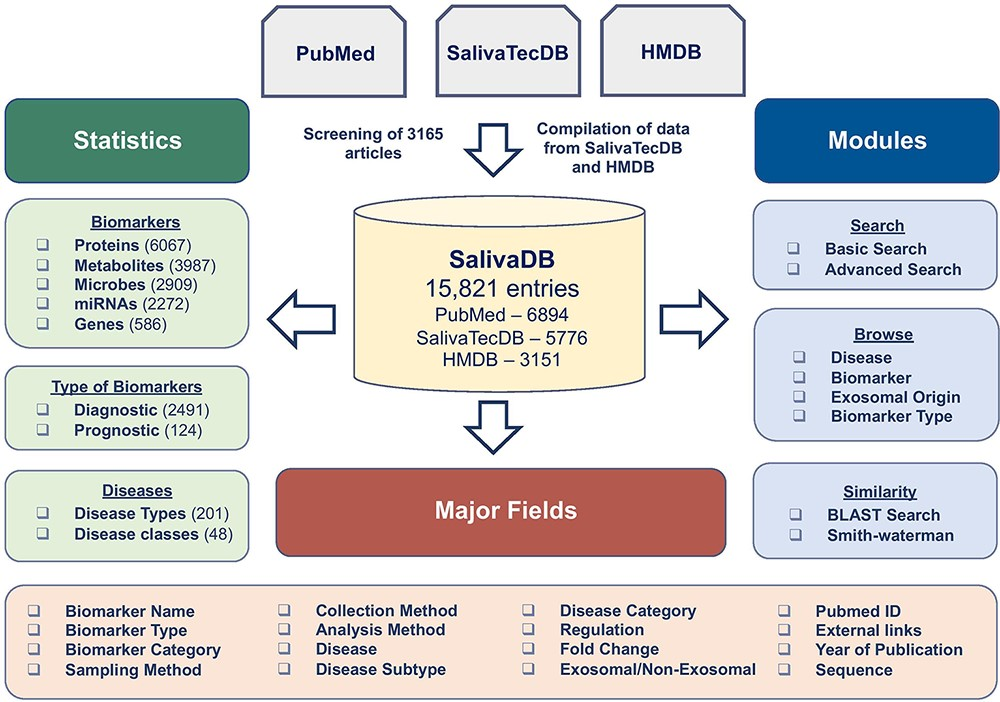 PubMed
SalivaTecDB
HMDB
Screening of 3165
articles
Compilation of data
from SalivaTecDB
and HMDB
Statistics
Biomarkers
Proteins (6067)
Metabolites (3987)
Microbes (2909)
miRNAs (2272)
Genes (586)
Type of Biomarkers
Diagnostic (2491)
Prognostic (124)
Diseases
Disease Types (201)
Disease classes (48)
SalivaDB
15,821 entries
PubMed – 6894
SalivaTecDB – 5776
HMDB – 3151
Modules
Search
Basic Search
Advanced Search
Browse
Disease
Biomarker
Exosomal Origin
Biomarker Type
Similarity
BLAST Search
Smith-waterman
Major Fields
Biomarker Name
Biomarker Type
Biomarker Category
Sampling Method
Collection Method
Analysis Method
Disease
Disease Subtype
Disease Category
Regulation
Fold Change
Exosomal/Non-Exosomal
Pubmed ID
External links
Year of Publication
Sequence